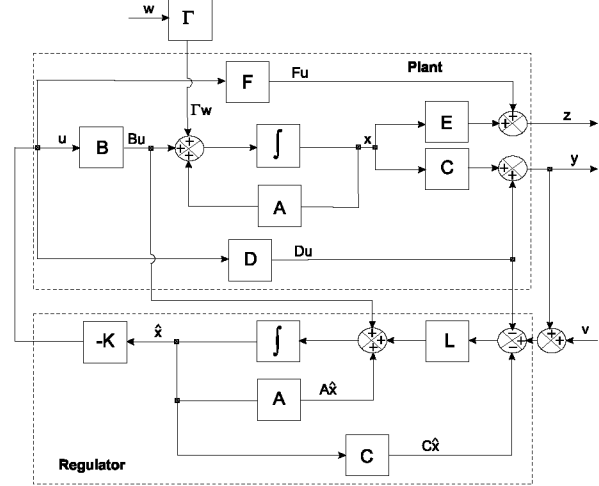 w
Γ
Plant
F
Fu
Γw
z
E
x
u
B
Bu
∫
y
C
A
D
Du
-K
x̂
∫
L
v
A
Ax̂
C
Cx̂
Regulator